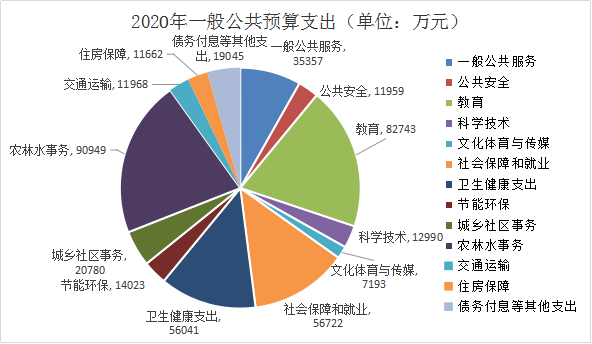 2020年一般公共预算支出（单位：万元）
债务付息等其他支
出, 19045
一般公共服务,
35357
住房保障, 11662
交通运输, 11968
公共安全, 11959
教育, 82743
农林水事务, 90949
科学技术, 12990
城乡社区事务,
20780
文化体育与传媒,
7193
节能环保, 14023
社会保障和就业,
56722
卫生健康支出,
56041
一般公共服务
公共安全
教育
科学技术
文化体育与传媒
社会保障和就业
卫生健康支出
节能环保
城乡社区事务
农林水事务
交通运输
住房保障
债务付息等其他支出